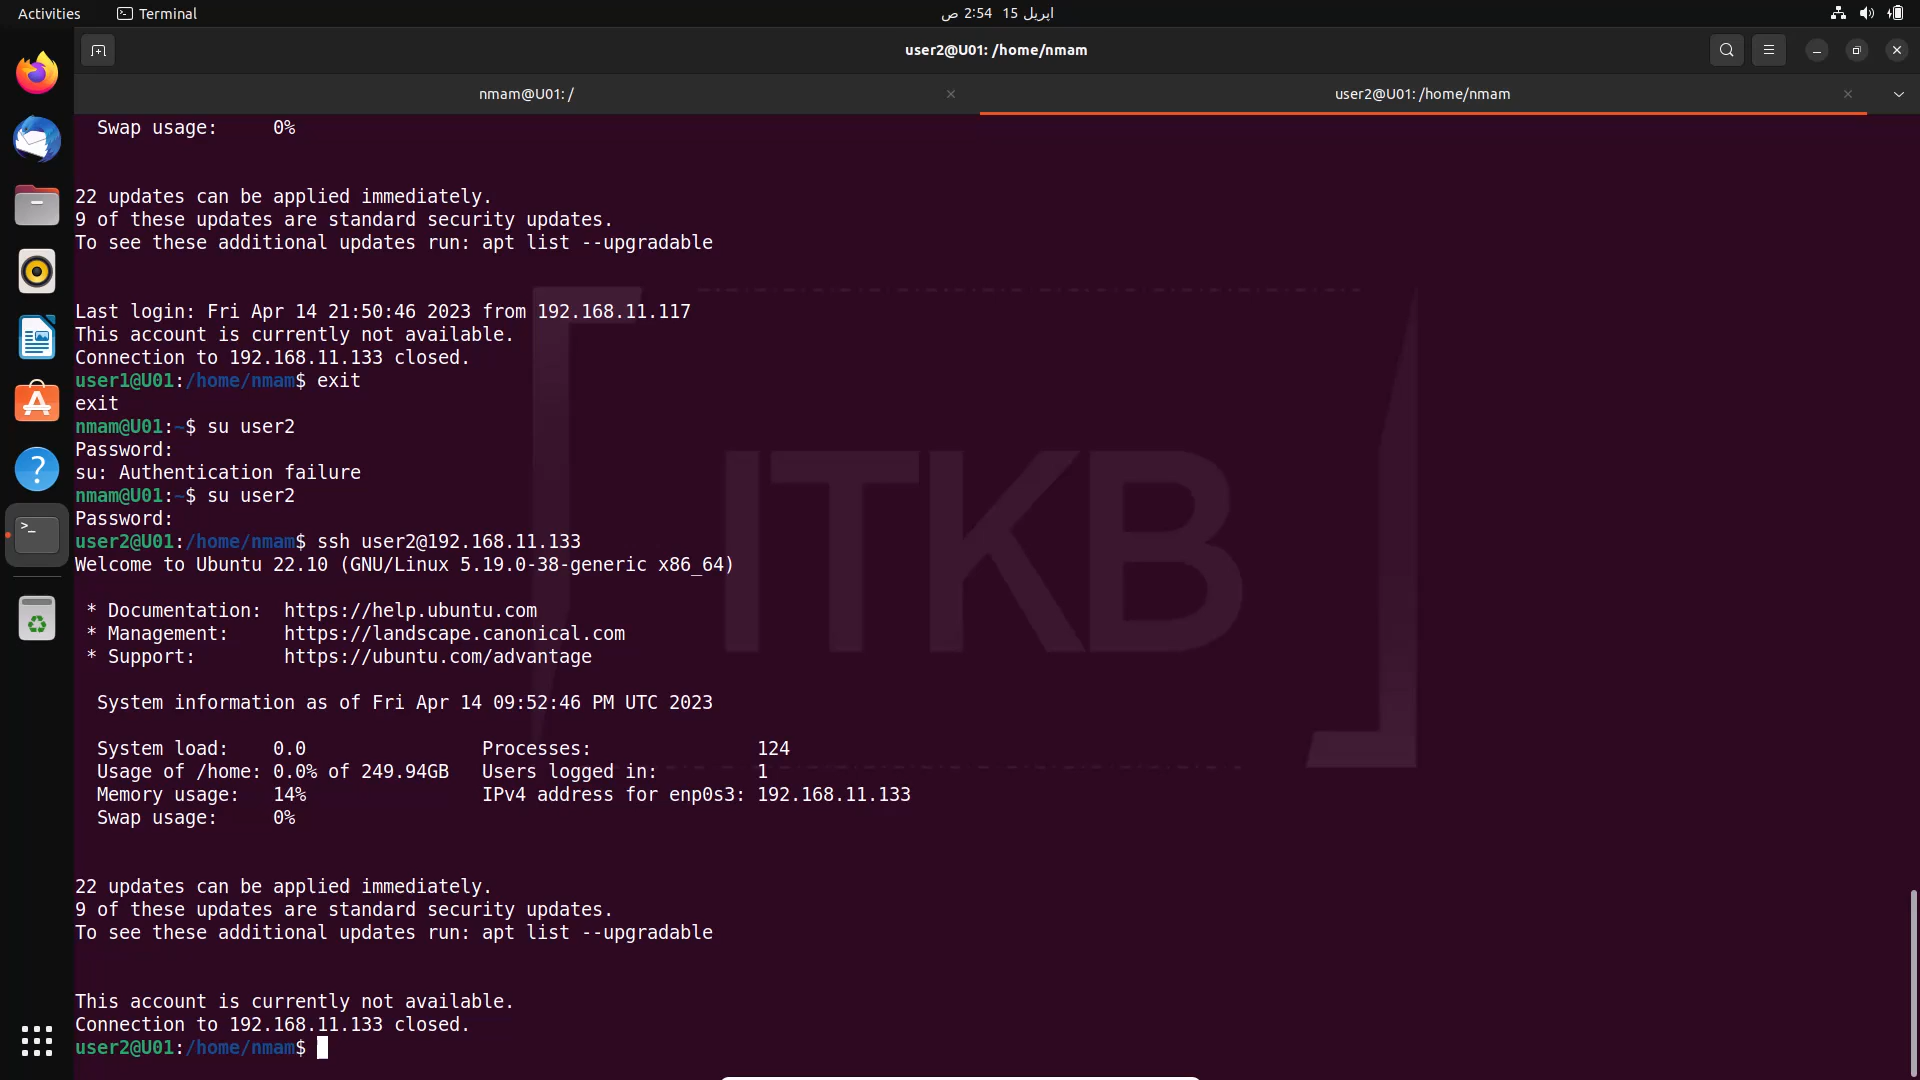 Activities
Terminal
اپریل 15  2:54 ص
user2@U01: /home/nmam
nmam@U01: /
user2@U01: /home/nmam
  Swap usage:     0%
22 updates can be applied immediately.
9 of these updates are standard security updates.
To see these additional updates run: apt list --upgradable
Last login: Fri Apr 14 21:50:46 2023 from 192.168.11.117
This account is currently not available.
Connection to 192.168.11.133 closed.
user1@U01:/home/nmam$ exit
exit
nmam@U01:~$ su user2
Password:
su: Authentication failure
nmam@U01:~$ su user2
Password:
user2@U01:/home/nmam$ ssh user2@192.168.11.133
Welcome to Ubuntu 22.10 (GNU/Linux 5.19.0-38-generic x86_64)
 * Documentation:  https://help.ubuntu.com
 * Management:     https://landscape.canonical.com
 * Support:        https://ubuntu.com/advantage
  System information as of Fri Apr 14 09:52:46 PM UTC 2023
  System load:    0.0                Processes:               124
  Usage of /home: 0.0% of 249.94GB   Users logged in:         1
  Memory usage:   14%                IPv4 address for enp0s3: 192.168.11.133
  Swap usage:     0%
22 updates can be applied immediately.
9 of these updates are standard security updates.
To see these additional updates run: apt list --upgradable
This account is currently not available.
Connection to 192.168.11.133 closed.
user2@U01:/home/nmam$
ITKB